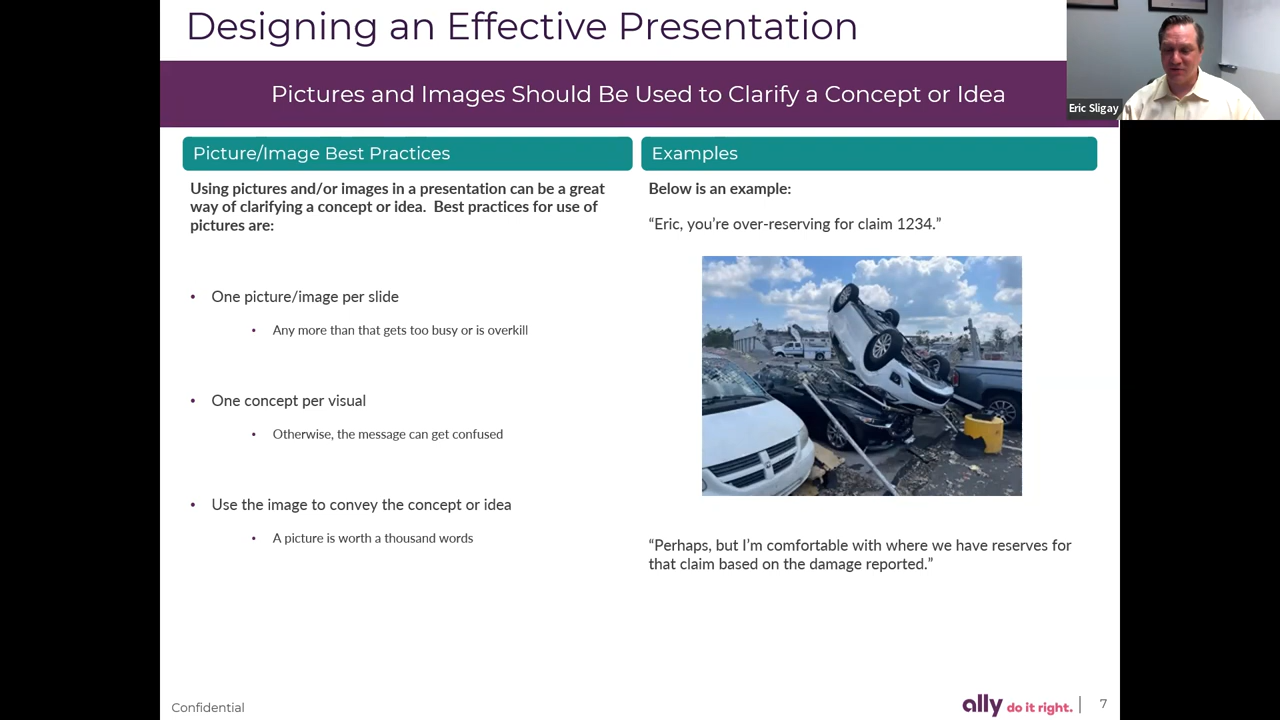 Designing an Effective Presentation
Pictures and Images Should Be Used to Clarify a Concept or Idea
Eric Sligay
Picture/Image Best Practices
Using pictures and/or images in a presentation can be a great
way of clarifying a concept or idea.  Best practices for use of
pictures are:
• One picture/image per slide
• Any more than that gets too busy or is overkill
• One concept per visual
• Otherwise, the message can get confused
• Use the image to convey the concept or idea
• A picture is worth a thousand words
Examples
Below is an example:
“Eric, you’re over-reserving for claim 1234.”
“Perhaps, but I’m comfortable with where we have reserves for
that claim based on the damage reported.”
Confidential
ally do it right. | 7